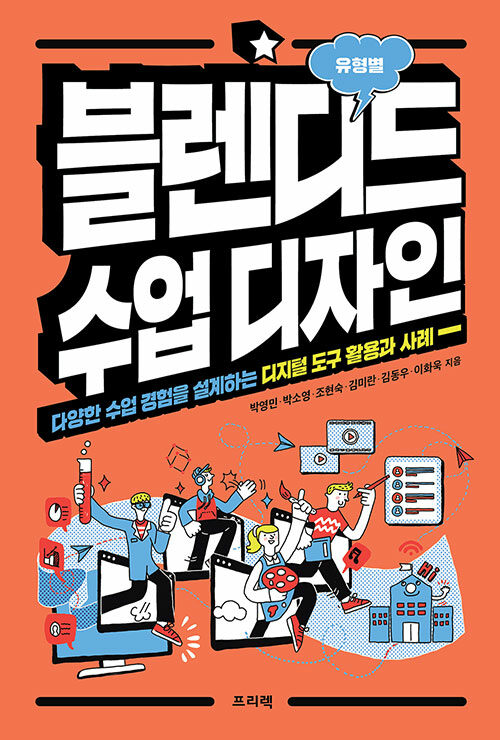 유형별
블렌디드
수업 디자인
다양한 수업 경험을 설계하는 디지털 도구 활용과 사례
박영민·박소영·조현숙·김미란·김동우·이화욱 지음
Hi
프리렉